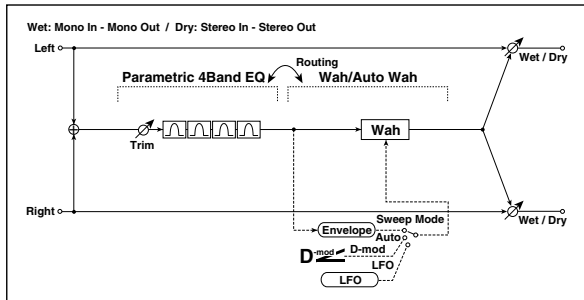 Wet: Mono In - Mono Out / Dry: Stereo In - Stereo Out
Left
Wet / Dry
Routing
Parametric 4Band EQ
Wah/Auto Wah
Trim
Wah
Right
Wet / Dry
Sweep Mode
Envelope
Auto
D-mod
D-mod
LFO
LFO